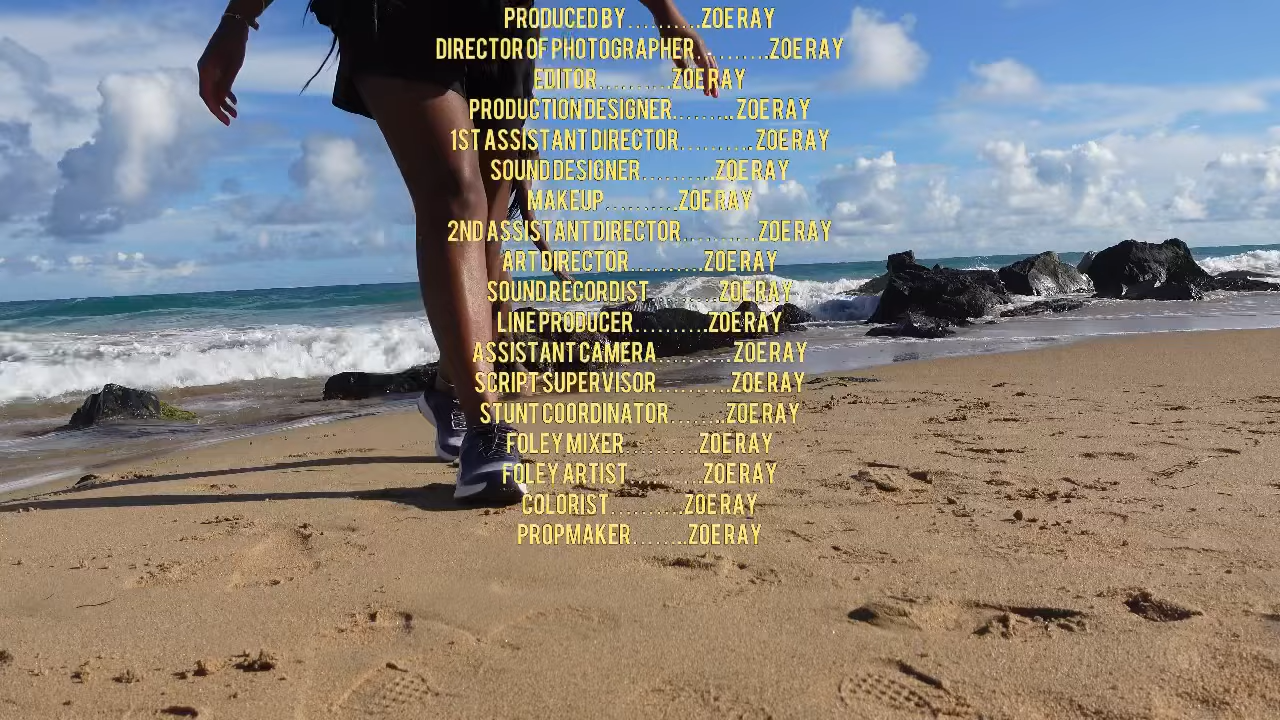 PRODUCED BY..........ZOE RAY
DIRECTOR OF PHOTOGRAPHER..........ZOE RAY
EDITOR..........ZOE RAY
PRODUCTION DESIGNER........ZOE RAY
1ST ASSISTANT DIRECTOR..........ZOE RAY
SOUND DESIGNER..........ZOE RAY
MAKEUP..........ZOE RAY
2ND ASSISTANT DIRECTOR..........ZOE RAY
ART DIRECTOR..........ZOE RAY
SOUND RECORDIST..........ZOE RAY
LINE PRODUCER..........ZOE RAY
ASSISTANT CAMERA..........ZOE RAY
SCRIPT SUPERVISOR..........ZOE RAY
STUNT COORDINATOR........ZOE RAY
FOLEY MIXER..........ZOE RAY
FOLEY ARTIST..........ZOE RAY
COLORIST..........ZOE RAY
PROPMAKER........ZOE RAY